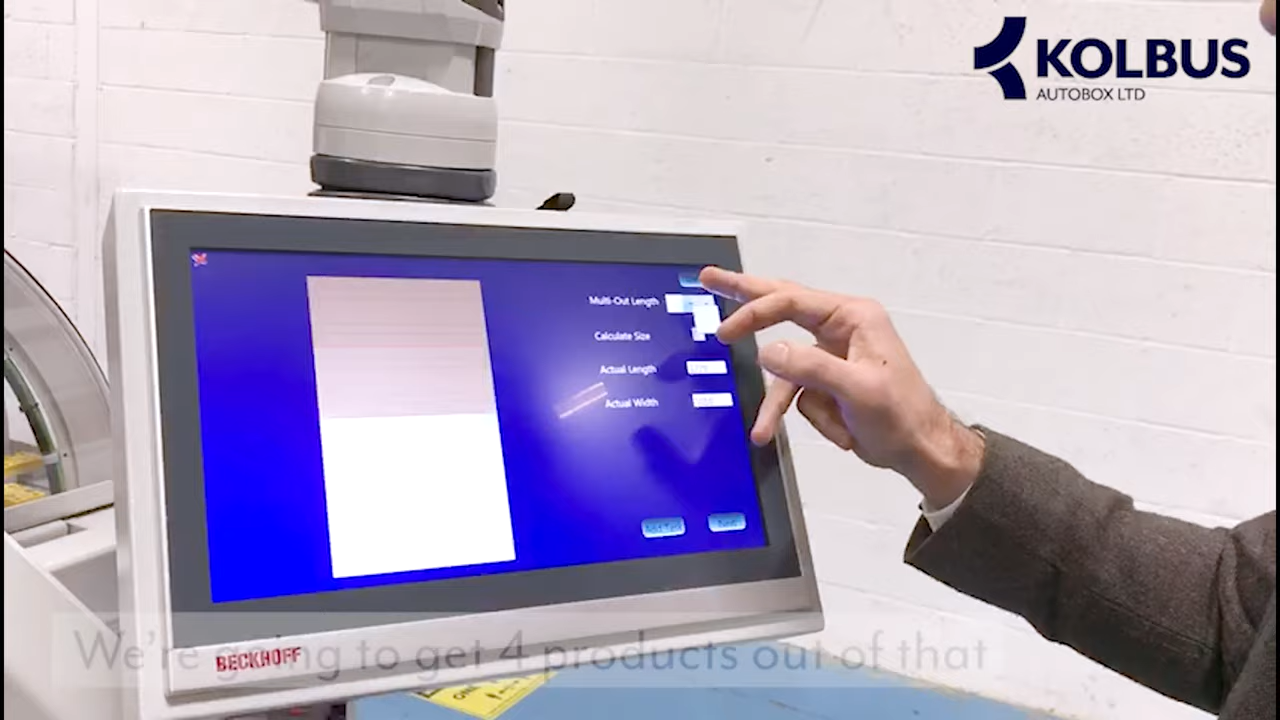 KOLBUS
AUTOBOX LTD
Multi-Out Length
Calculate Size
Actual Length
Actual Width
BECKHOFF
We're going to get 4 products out of that